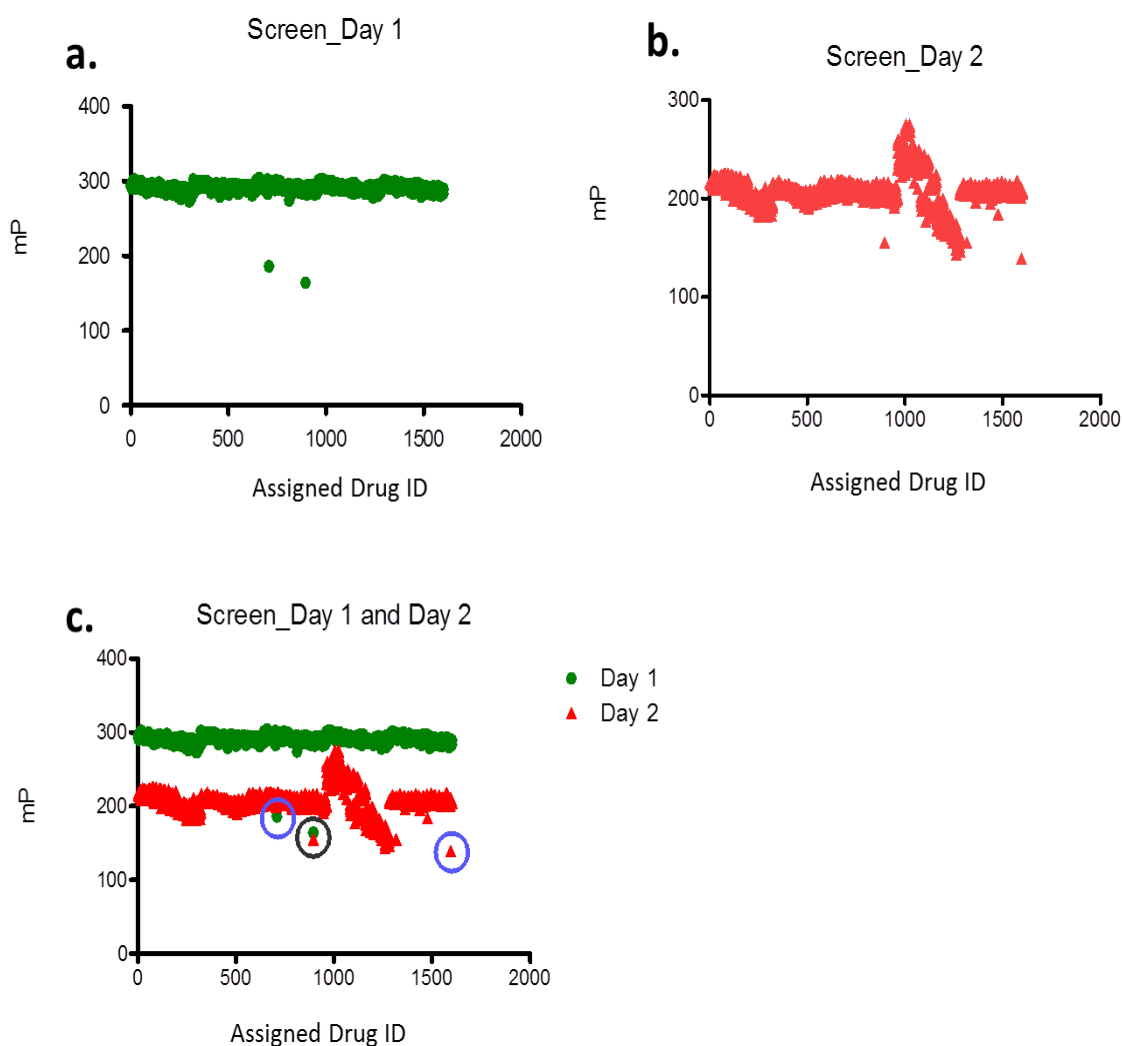 a.
Screen_Day 1
400
300
200
100
0
mP
0 500 1000 1500 2000
Assigned Drug ID
b.
Screen_Day 2
300
200
100
0
mP
0 500 1000 1500 2000
Assigned Drug ID
c.
Screen_Day 1 and Day 2
400
300
200
100
0
mP
0 500 1000 1500 2000
Assigned Drug ID
Day 1
Day 2